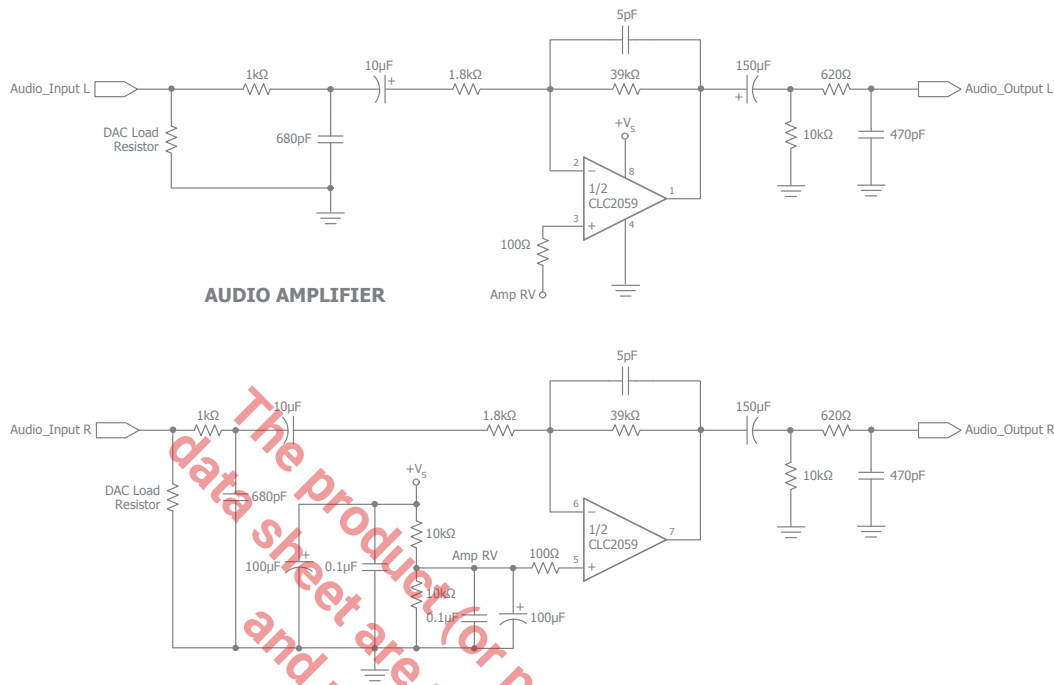 5pF
10µF
150µF
1kΩ
1.8kΩ
39kΩ
620Ω
Audio_Input L
+
+
Audio_Output L
DAC Load
Resistor
680pF
+VS
10kΩ
470pF
2
−
8
1/2
CLC2059
1
3
+
4
100Ω
Amp RV
AUDIO AMPLIFIER
5pF
10µF
150µF
1kΩ
1.8kΩ
39kΩ
620Ω
Audio_Input R
Audio_Output R
DAC Load
Resistor
680pF
+VS
10kΩ
470pF
6
−
1/2
CLC2059
7
10kΩ
Amp RV
100Ω
5
+
100µF
+
0.1µF
10kΩ
0.1µF
+
100µF
The product (or p
data sheet are
and